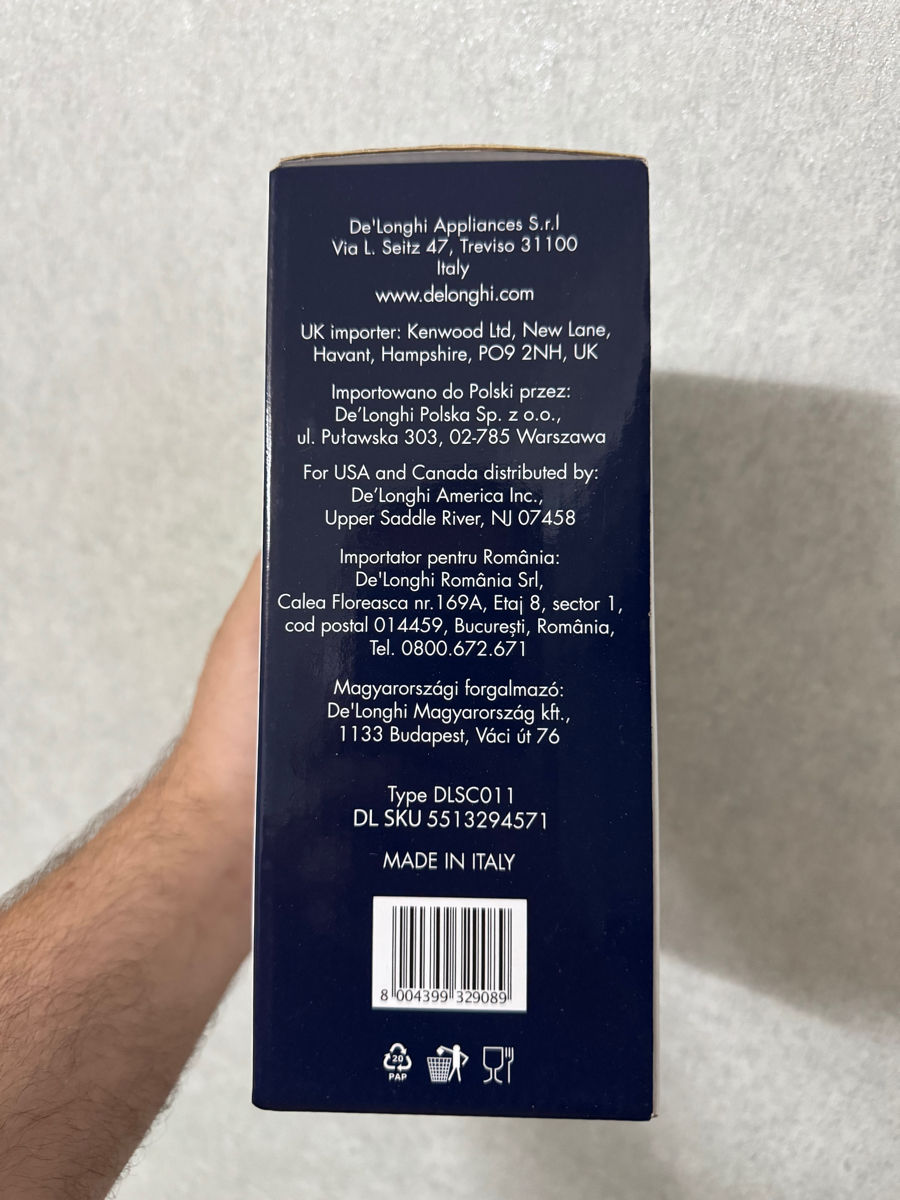 De'Longhi Appliances S.r.l
Via L. Seitz 47, Treviso 31100
Italy
www.delonghi.com
UK importer: Kenwood Ltd, New Lane,
Havant, Hampshire, PO9 2NH, UK
Importowano do Polski przez:
De’Longhi Polska Sp. z o.o.,
ul. Puławska 303, 02-785 Warszawa
For USA and Canada distributed by:
De’Longhi America Inc.,
Upper Saddle River, NJ 07458
Importator pentru România:
De'Longhi România Srl,
Calea Floreasca nr.169A, Etaj 8, sector 1,
cod postal 014459, București, România,
Tel. 0800.672.671
Magyarországi forgalmazó:
De'Longhi Magyarország kft.,
1133 Budapest, Váci út 76
Type DLSC011
DL SKU 5513294571
MADE IN ITALY
8 004399 329089
20
PAP